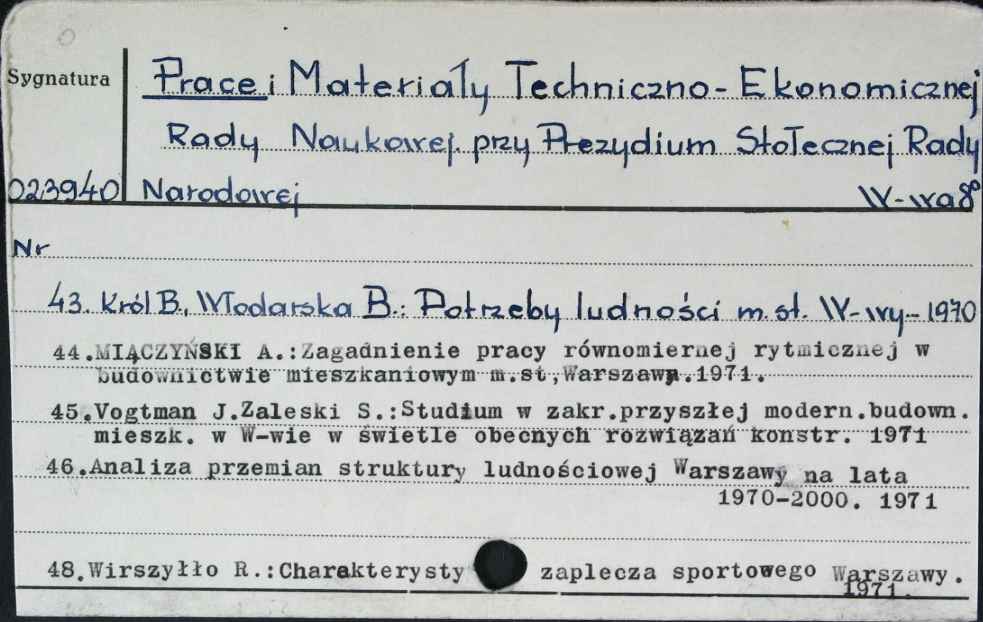 Sygnatura
Prace i Materiały Techniczno-Ekonomicznej
Rady Naukowej przy Prezydium Stołecznej Rady
023940 Narodowej W-wa 8°
Nr
43. Król B., Włodarska B.: Potrzeby ludności m. st. W-wy - 1970
44.MIĄCZYŃSKI A.:Zagadnienie pracy równomiernej rytmicznej w
budownictwie mieszkaniowym m.st,Warszawy.1971.
45.Vogtman J.Zaleski S.:Studium w zakr.przyszłej modern.budown.
mieszk. w W-wie w świetle obecnych rozwiązań konstr. 1971
46.Analiza przemian struktury ludnościowej Warszawy na lata
1970-2000. 1971
48.Wirszyłło R.:Charakterysty zaplecza sportowego Warszawy.
1971.